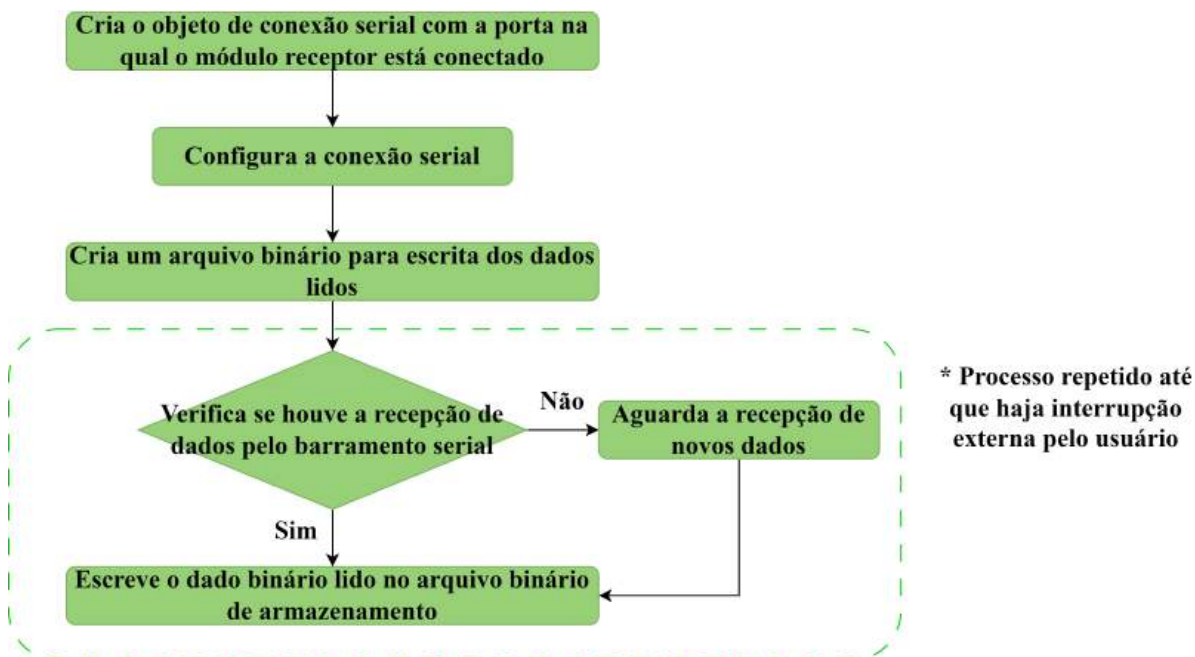 Cria o objeto de conexão serial com a porta na
qual o módulo receptor está conectado
Configura a conexão serial
Cria um arquivo binário para escrita dos dados
lidos
Verifica se houve a recepção de
dados pelo barramento serial
Não
Aguarda a recepção de
novos dados
* Processo repetido até
que haja interrupção
externa pelo usuário
Sim
Escreve o dado binário lido no arquivo binário
de armazenamento